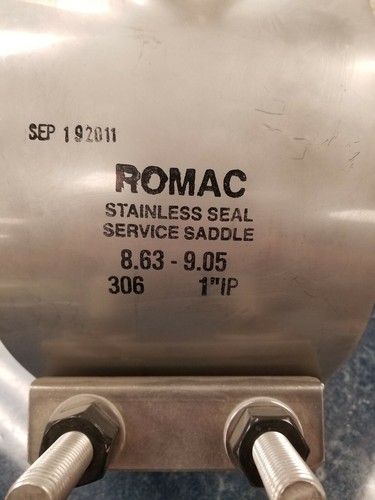 SEP 192011
ROMAC
STAINLESS SEAL
SERVICE SADDLE
8.63 - 9.05
306 1"IP